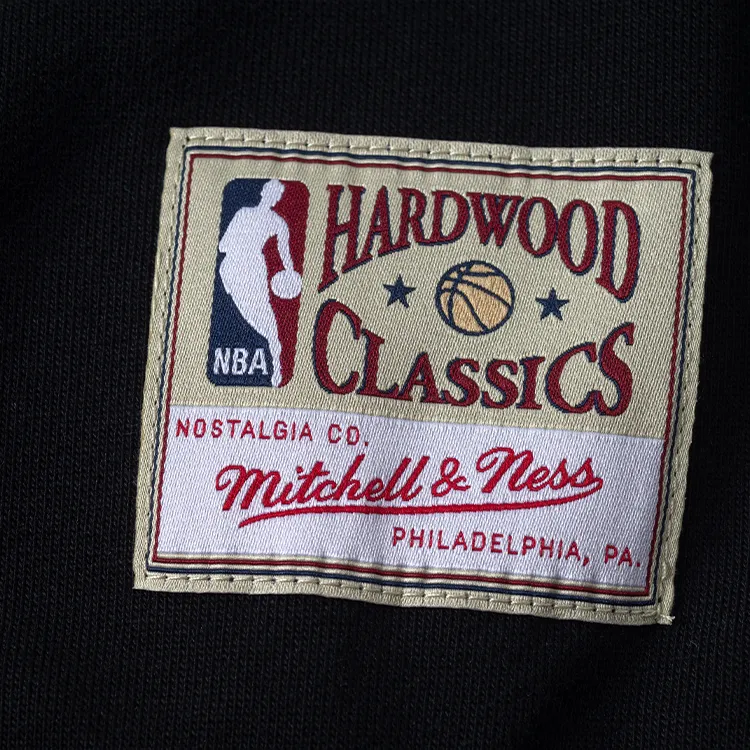 NBA
HARDWOOD
CLASSICS
NOSTALGIA CO.
Mitchell & Ness
PHILADELPHIA, PA.